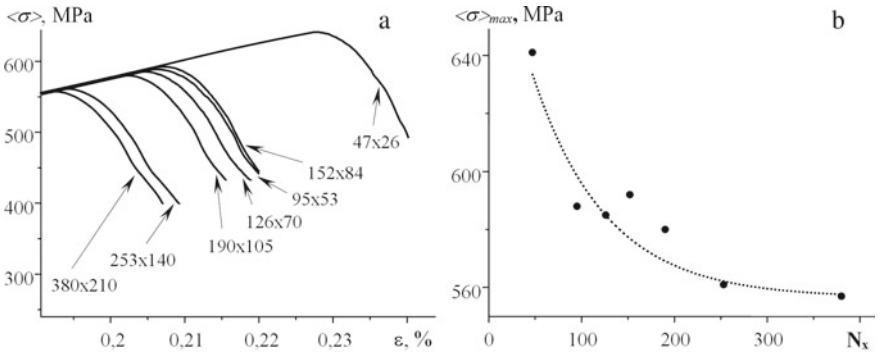 <σ>, MPa
a
600
500
400
300
47x26
152x84
95x53
126x70
190x105
253x140
380x210
0,2
0,21
0,22
0,23
ε, %
<σ>max, MPa
b
640
600
560
0
100
200
300
Nx